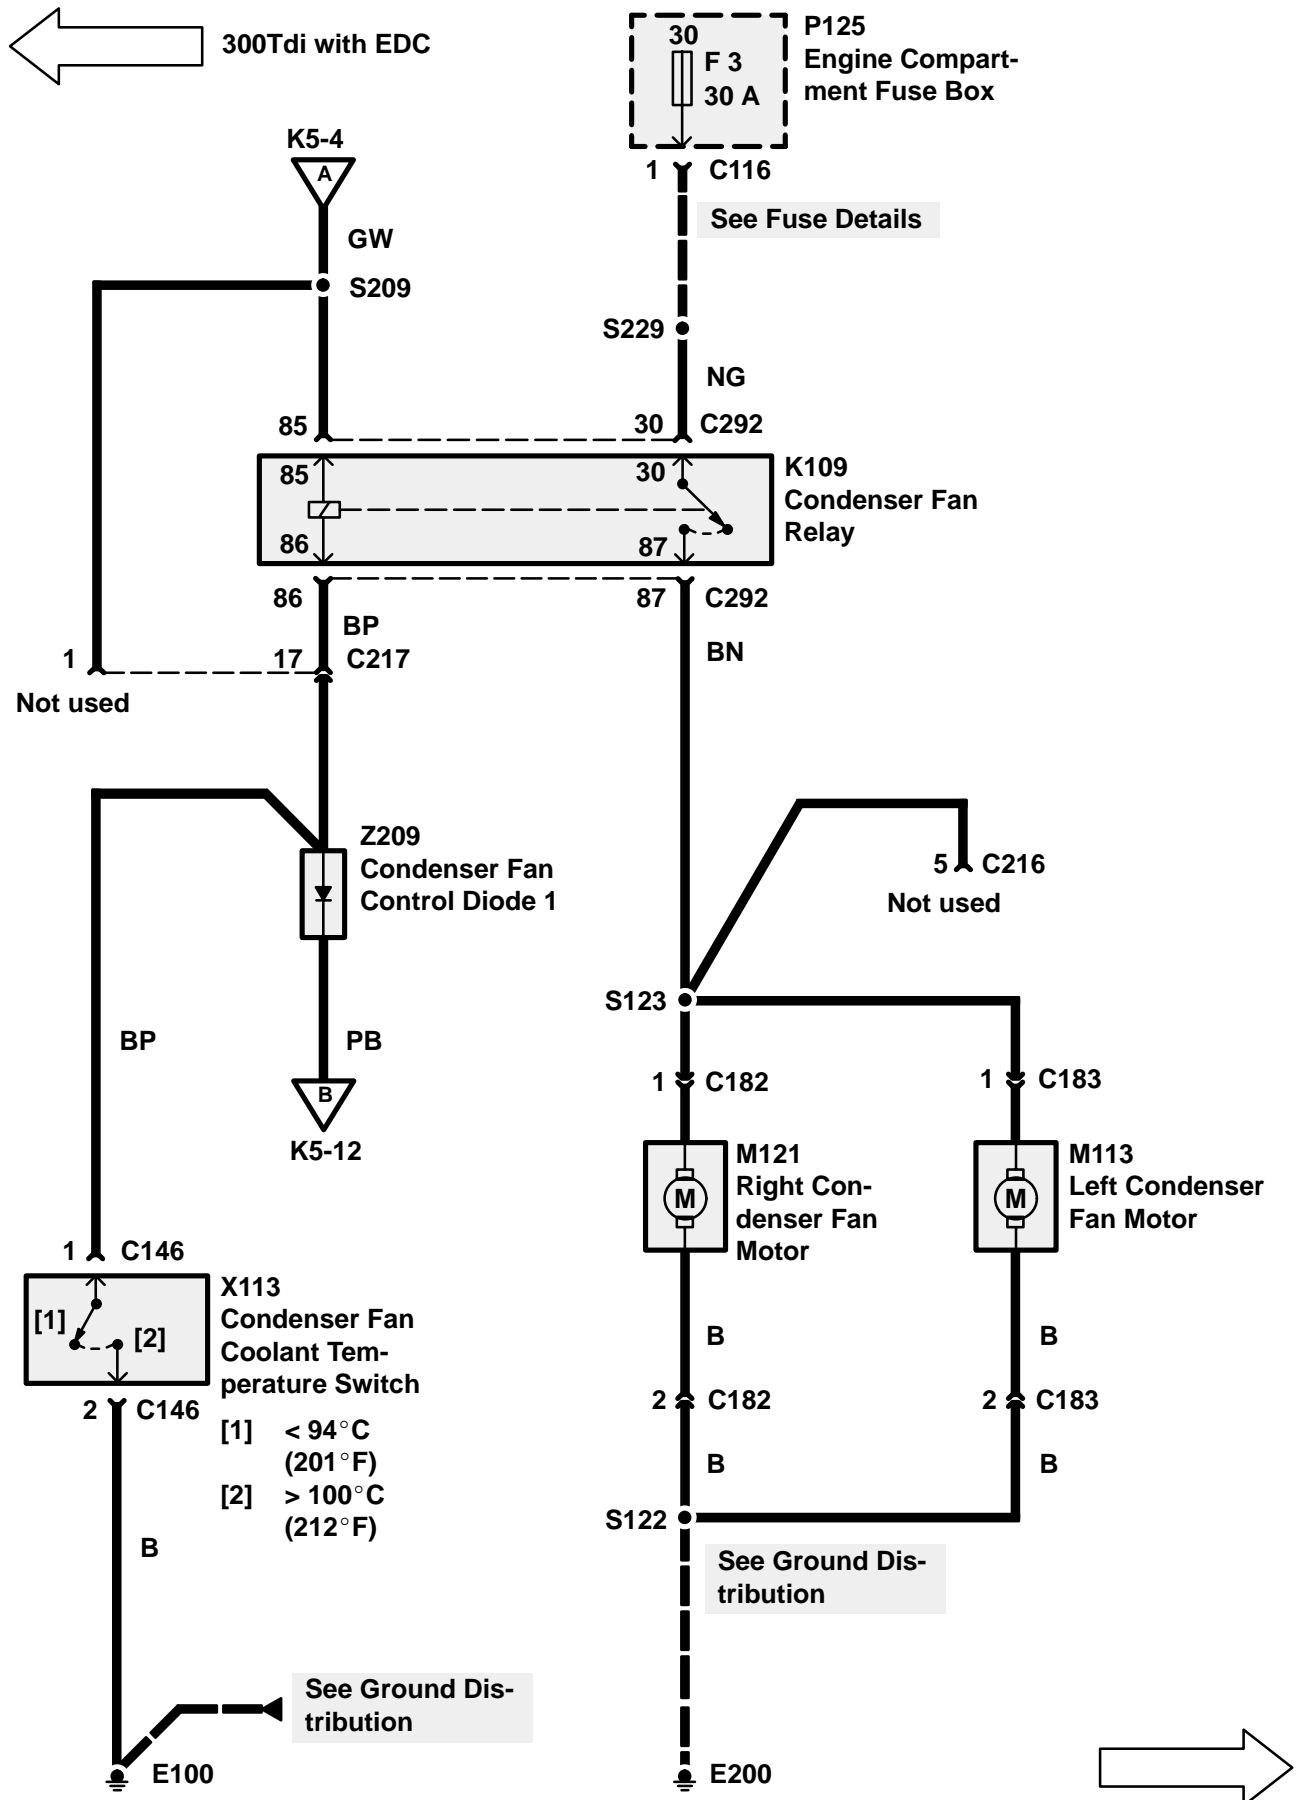 300Tdi with EDC
30
F 3
30 A
P125
Engine Compart-
ment Fuse Box
K5-4
A
1
C116
See Fuse Details
GW
S209
S229
NG
85
30
C292
85
30
K109
Condenser Fan
Relay
86
87
86
87
C292
BP
BN
1
17
C217
Not used
Z209
Condenser Fan
Control Diode 1
5
C216
Not used
S123
BP
PB
B
K5-12
1
C182
1
C183
M
M121
Right Con-
denser Fan
Motor
M
M113
Left Condenser
Fan Motor
1
C146
[1]
[2]
X113
Condenser Fan
Coolant Tem-
perature Switch
[1] < 94°C
(201°F)
[2] > 100°C
(212°F)
2
C146
B
B
2
C182
2
C183
B
B
S122
B
See Ground Dis-
tribution
See Ground Dis-
tribution
E100
E200